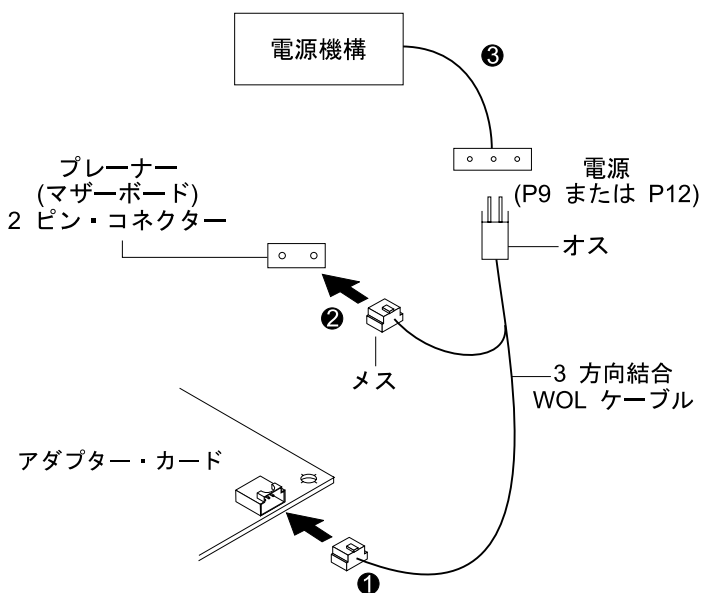 電源機構
❸
プレーナー
(マザーボード)
2 ピン・コネクター
電源
(P9 または P12)
オス
❷
メス
3 方向結合
WOL ケーブル
アダプター・カード
❶